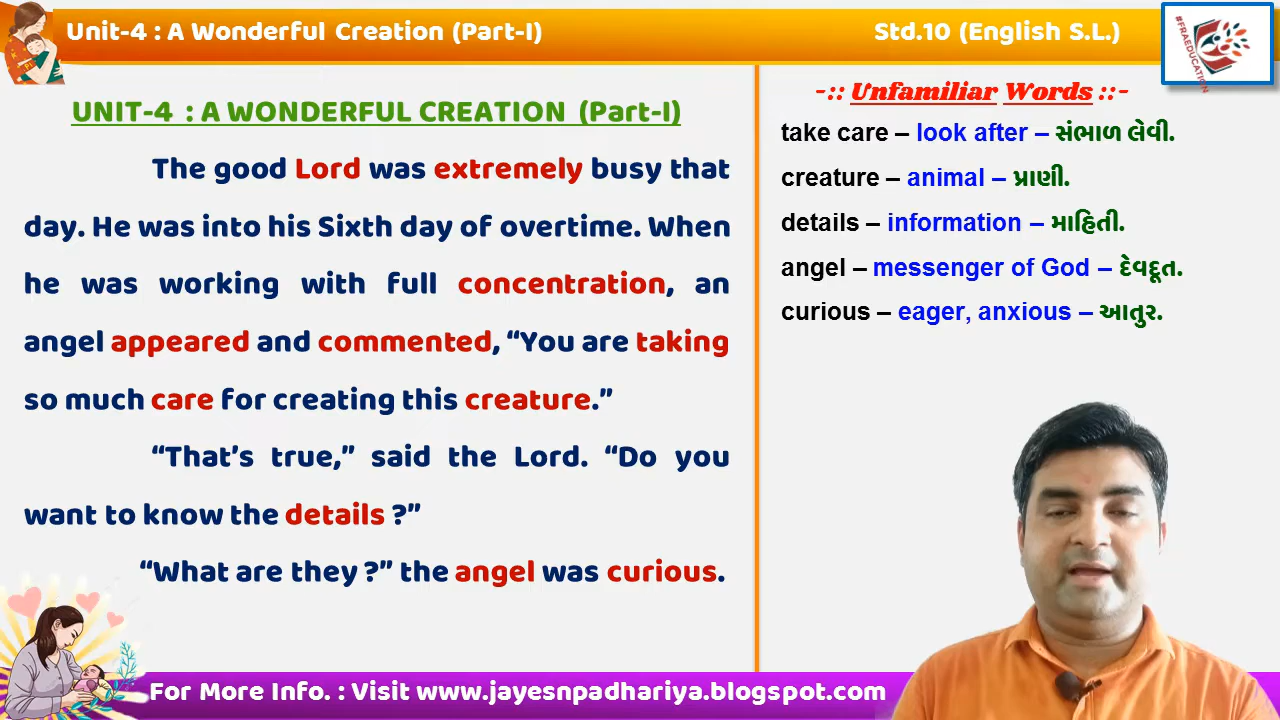 Unit-4 : A Wonderful Creation (Part-I)
Std.10 (English S.L.)
#FRAEDUCATION
UNIT-4 : A WONDERFUL CREATION (Part-I)
The good Lord was extremely busy that
day. He was into his Sixth day of overtime. When
he was working with full concentration, an
angel appeared and commented, “You are taking
so much care for creating this creature.”
“That’s true,” said the Lord. “Do you
want to know the details ?”
“What are they ?” the angel was curious.
-:: Unfamiliar Words ::-
take care – look after – સંભાળ લેવી.
creature – animal – પ્રાણી.
details – information – માહિતી.
angel – messenger of God – દેવદૂત.
curious – eager, anxious – આતુર.
For More Info. : Visit www.jayesnpadhariya.blogspot.com